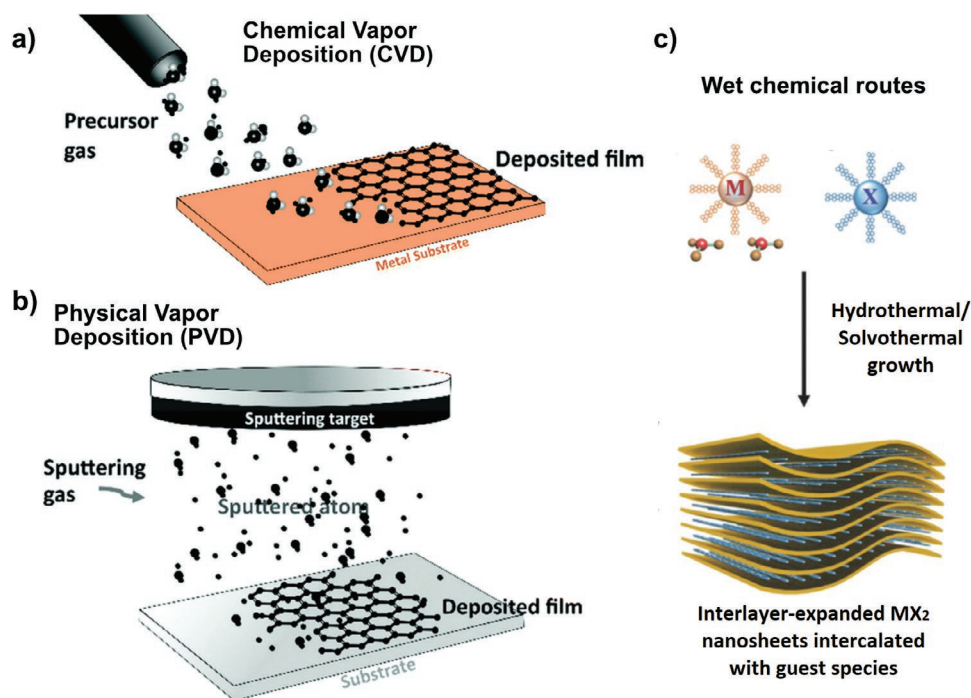 a)
Chemical Vapor
Deposition (CVD)
Precursor
gas
Deposited film
Metal Substrate
b)
Physical Vapor
Deposition (PVD)
Sputtering target
Sputtering
gas
Sputtered atom
Deposited film
Substrate
c)
Wet chemical routes
M
X
Hydrothermal/
Solvothermal
growth
Interlayer-expanded MX₂
nanosheets intercalated
with guest species